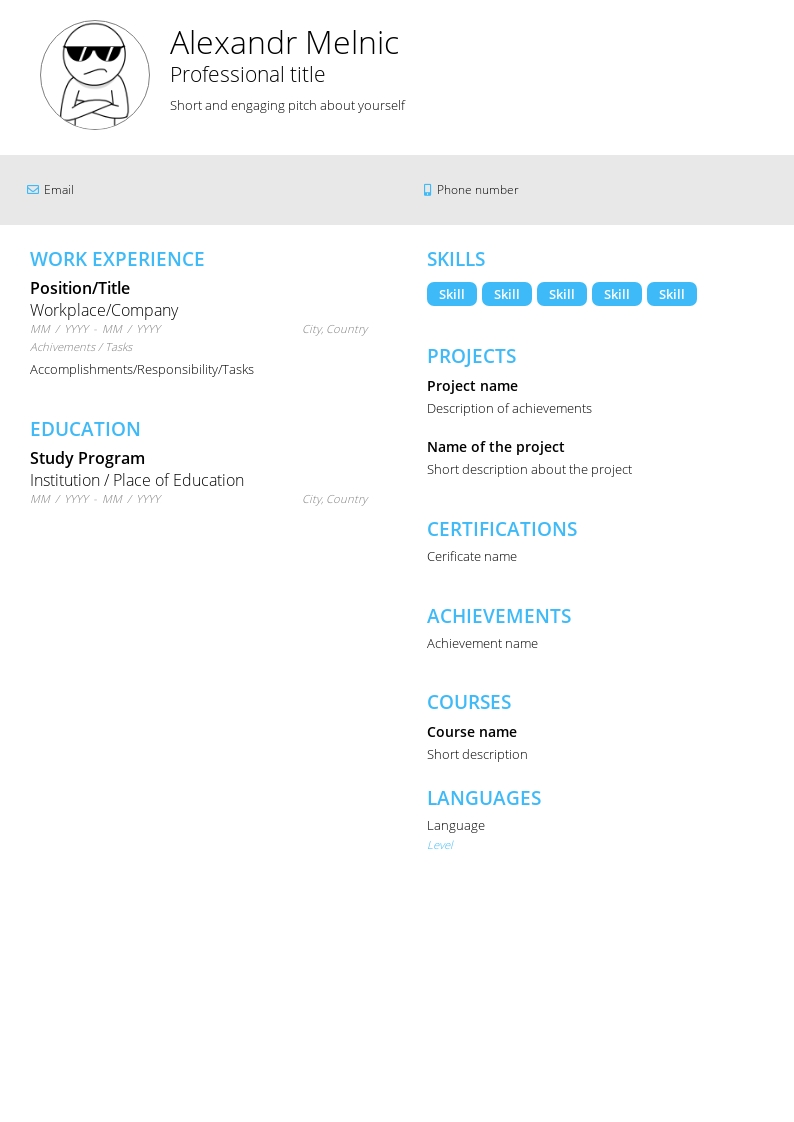 Alexandr Melnic
Professional title
Short and engaging pitch about yourself
Email
Phone number
WORK EXPERIENCE
Position/Title
Workplace/Company
MM / YYYY - MM / YYYY City, Country
Achivements / Tasks
Accomplishments/Responsibility/Tasks
EDUCATION
Study Program
Institution / Place of Education
MM / YYYY - MM / YYYY City, Country
SKILLS
Skill Skill Skill Skill Skill
PROJECTS
Project name
Description of achievements
Name of the project
Short description about the project
CERTIFICATIONS
Cerificate name
ACHIEVEMENTS
Achievement name
COURSES
Course name
Short description
LANGUAGES
Language
Level